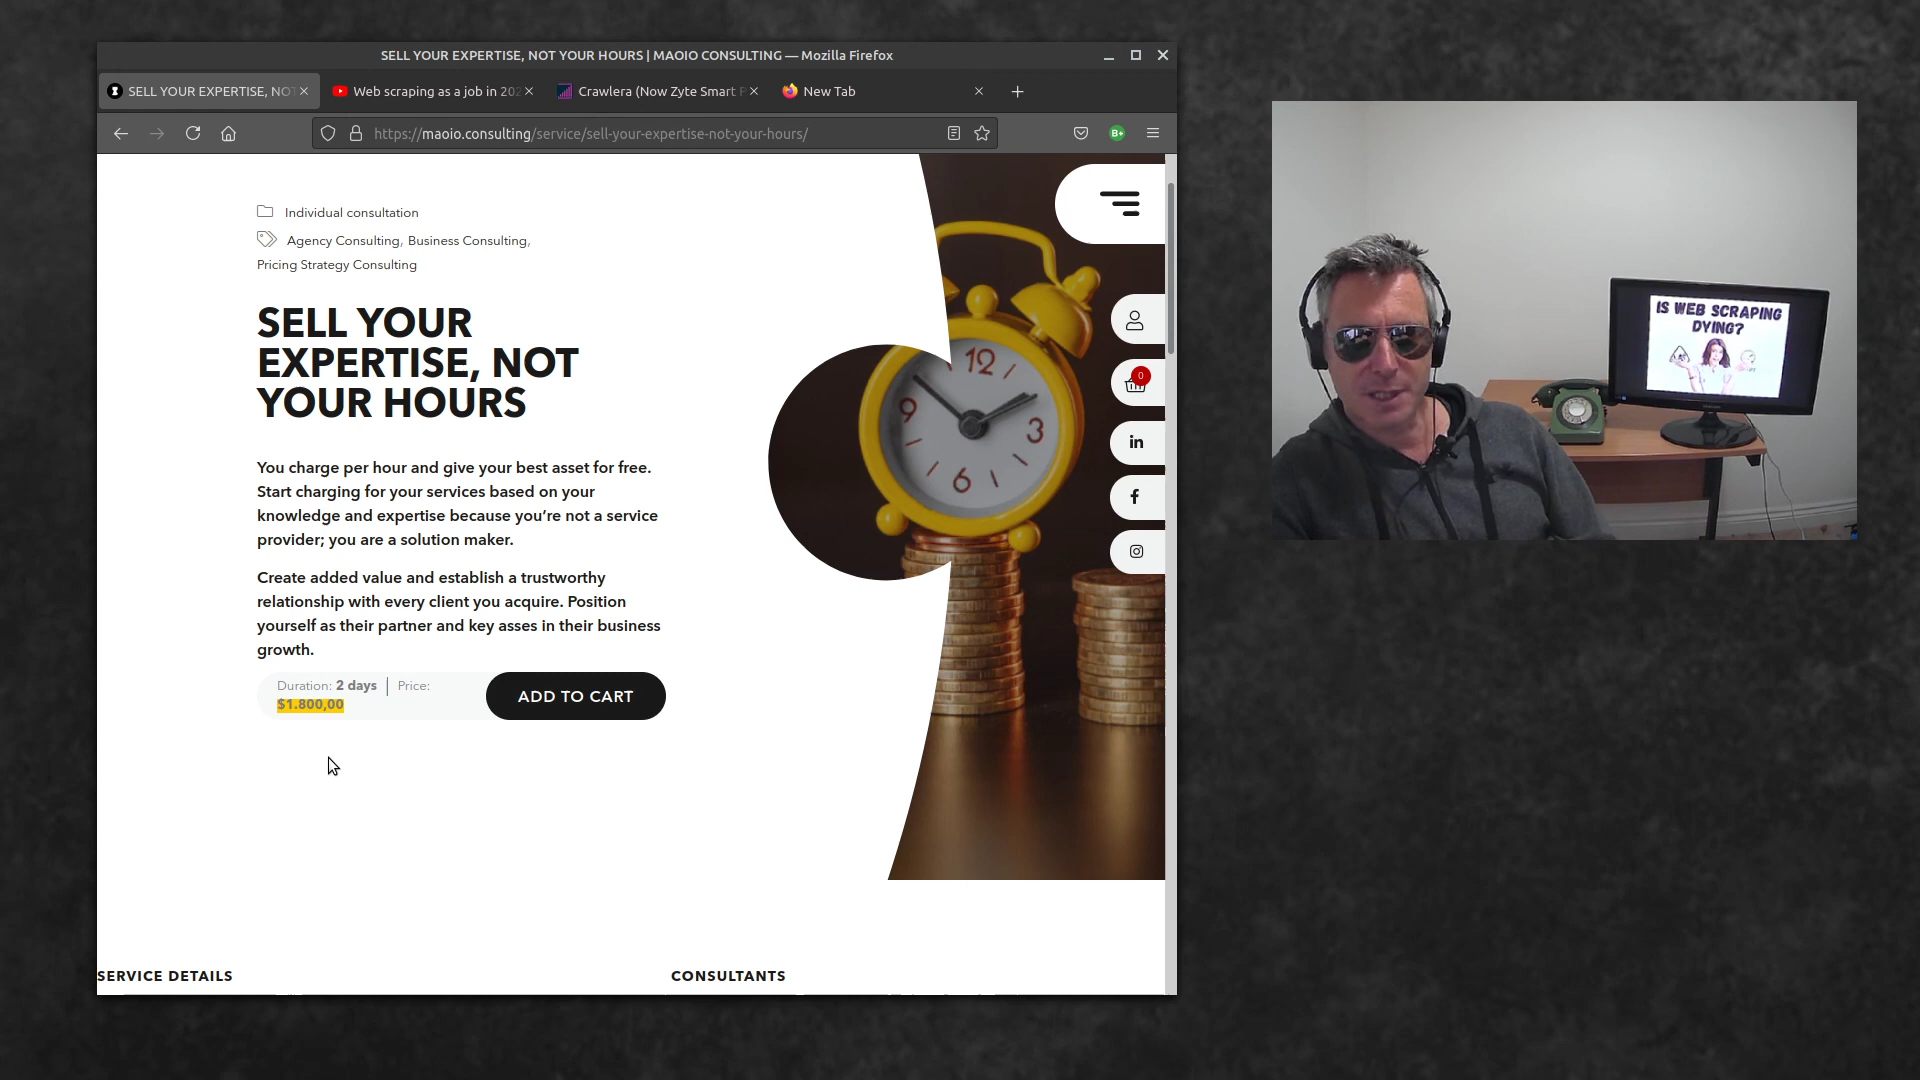 SELL YOUR EXPERTISE, NOT YOUR HOURS | MAOIO CONSULTING — Mozilla Firefox
SELL YOUR EXPERTISE, NOT
Web scraping as a job in 202
Crawlera (Now Zyte Smart P
New Tab
https://maoio.consulting/service/sell-your-expertise-not-your-hours/
B+
Individual consultation
Agency Consulting, Business Consulting,
Pricing Strategy Consulting
SELL YOUR
EXPERTISE, NOT
YOUR HOURS
You charge per hour and give your best asset for free.
Start charging for your services based on your
knowledge and expertise because you’re not a service
provider; you are a solution maker.
Create added value and establish a trustworthy
relationship with every client you acquire. Position
yourself as their partner and key asses in their business
growth.
Duration: 2 days | Price:
$1.800,00
ADD TO CART
12
3
6
9
0
in
f
SERVICE DETAILS
CONSULTANTS
IS WEB SCRAPING
DYING?